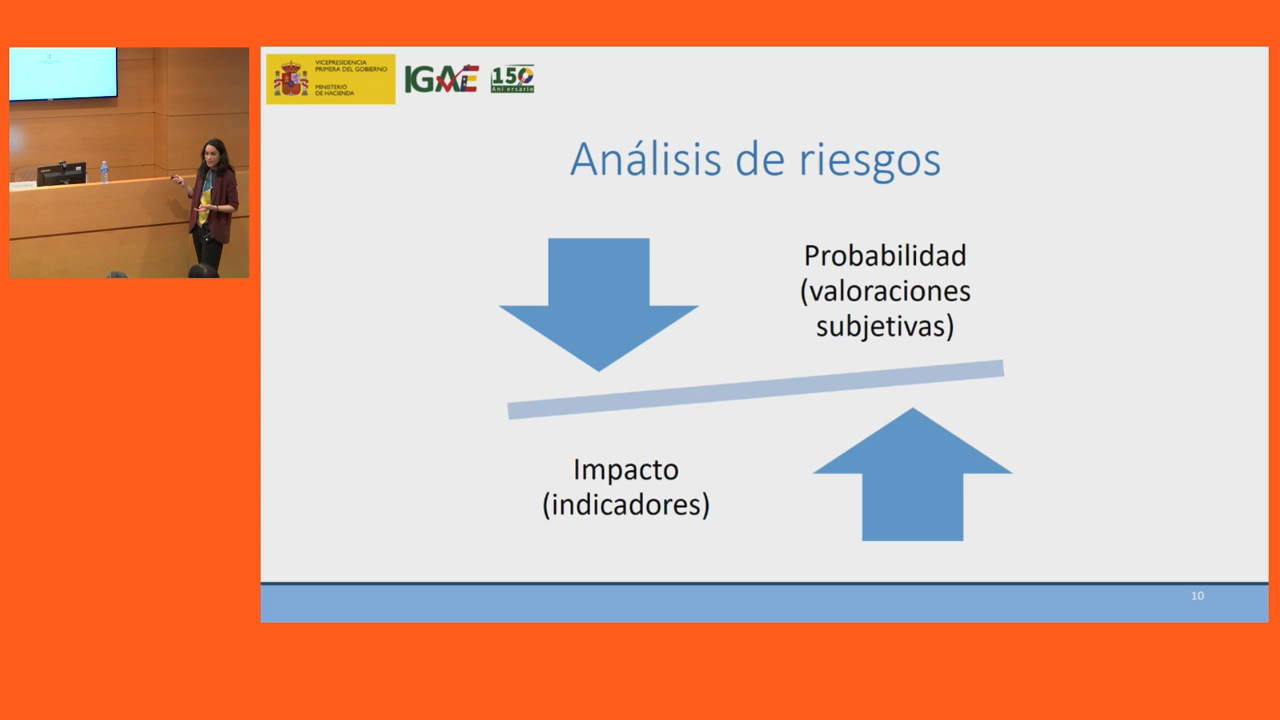 VICEPRESIDENCIA
PRIMERA DEL GOBIERNO
MINISTERIO
DE HACIENDA
IGAE
150
Aniversario
Análisis de riesgos
Probabilidad
(valoraciones
subjetivas)
Impacto
(indicadores)
10